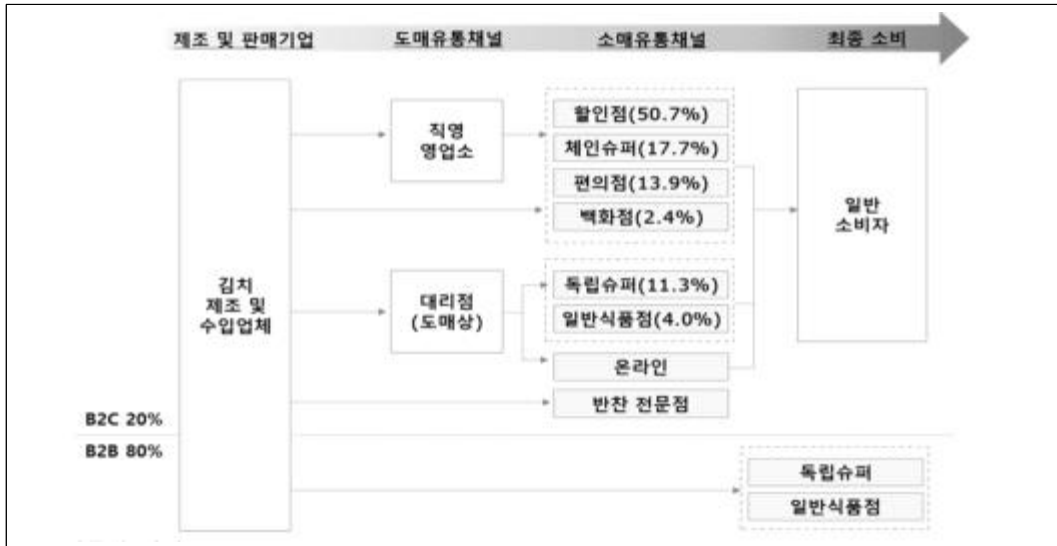 제조 및 판매기업
도매유통채널
소매유통채널
최종 소비
김치
제조 및
수입업체
직영
영업소
할인점(50.7%)
체인슈퍼(17.7%)
편의점(13.9%)
백화점(2.4%)
일반
소비자
대리점
(도매상)
독립슈퍼(11.3%)
일반식품점(4.0%)
온라인
반찬 전문점
B2C 20%
B2B 80%
독립슈퍼
일반식품점